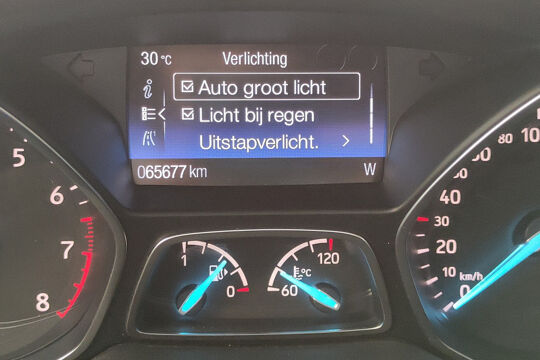 30 °C Verlichting
Auto groot licht
Licht bij regen
Uitstapverlicht.
065677 km W
5
6
7
8
1
0
60
120
°C
0
10
20
30
40
60
80
km/h